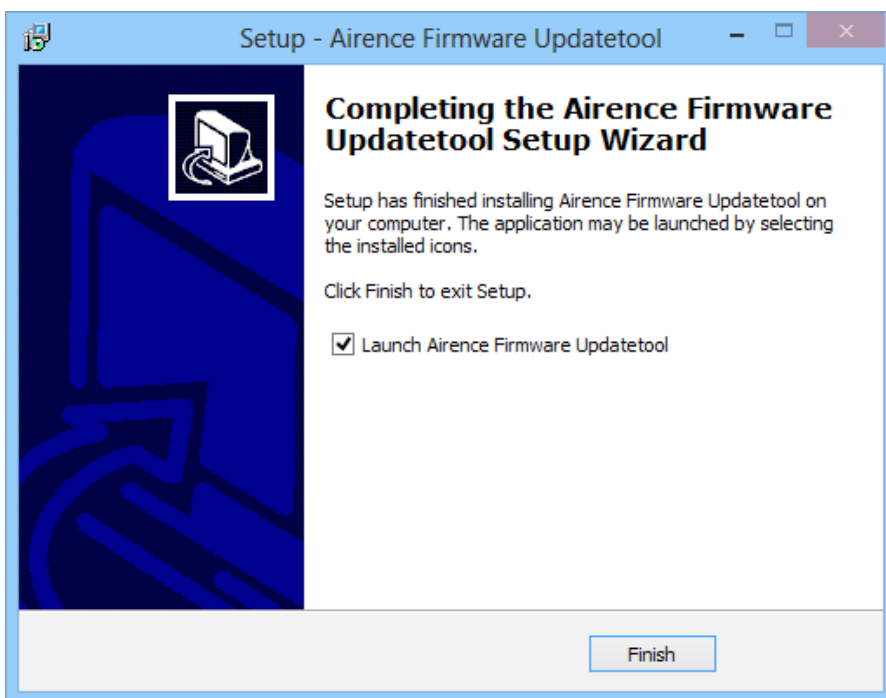 Setup - Airence Firmware Updatetool
Completing the Airence Firmware
Updatetool Setup Wizard
Setup has finished installing Airence Firmware Updatetool on
your computer. The application may be launched by selecting
the installed icons.
Click Finish to exit Setup.
Launch Airence Firmware Updatetool
Finish